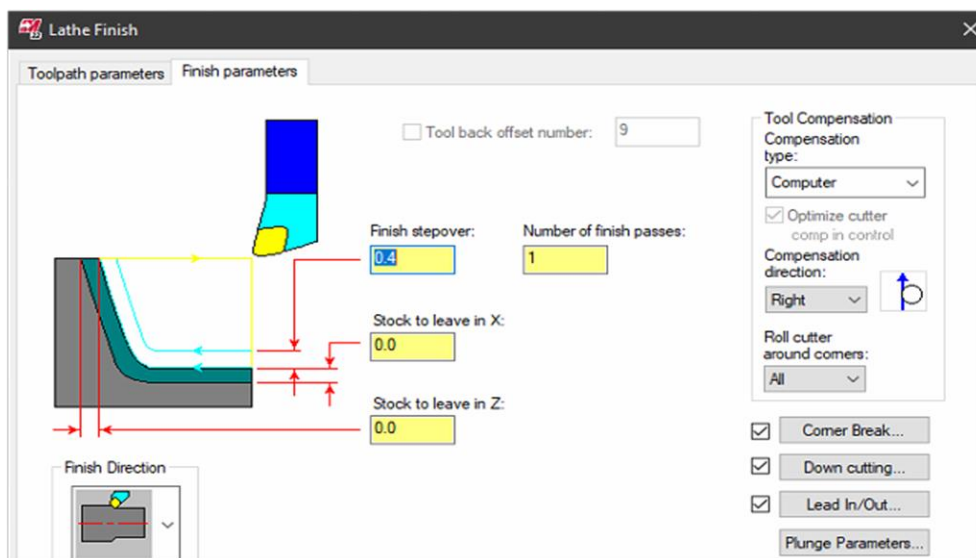 Lathe Finish
Toolpath parameters
Finish parameters
Tool back offset number:
9
Finish stepover:
0.4
Number of finish passes:
1
Stock to leave in X:
0.0
Stock to leave in Z:
0.0
Finish Direction
Tool Compensation
Compensation
type:
Computer
Optimize cutter
comp in control
Compensation
direction:
Right
Roll cutter
around corners:
All
Corner Break...
Down cutting...
Lead In/Out...
Plunge Parameters...